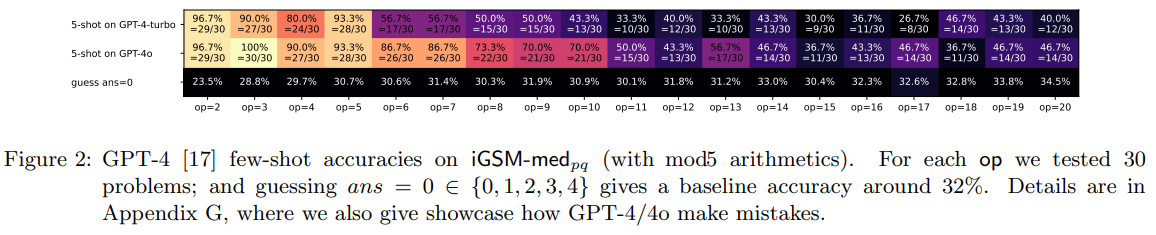 5-shot on GPT-4-turbo 96.7% 90.0% 80.0% 93.3% 56.7% 56.7% 50.0% 50.0% 43.3% 33.3% 40.0% 33.3% 43.3% 30.0% 36.7% 26.7% 46.7% 43.3% 40.0%
=29/30 =27/30 =24/30 =28/30 =17/30 =17/30 =15/30 =15/30 =13/30 =10/30 =12/30 =10/30 =13/30 =9/30 =11/30 =8/30 =14/30 =13/30 =12/30
5-shot on GPT-4o 96.7% 100% 90.0% 93.3% 86.7% 86.7% 73.3% 70.0% 70.0% 50.0% 43.3% 56.7% 46.7% 36.7% 43.3% 46.7% 36.7% 46.7% 46.7%
=29/30 =30/30 =27/30 =28/30 =26/30 =26/30 =22/30 =21/30 =21/30 =15/30 =13/30 =17/30 =14/30 =11/30 =13/30 =14/30 =11/30 =14/30 =14/30
guess ans=0 23.5% 28.8% 29.7% 30.7% 30.6% 31.4% 30.3% 31.9% 30.9% 30.1% 31.8% 31.2% 33.0% 30.4% 32.3% 32.6% 32.8% 33.8% 34.5%
op=2 op=3 op=4 op=5 op=6 op=7 op=8 op=9 op=10 op=11 op=12 op=13 op=14 op=15 op=16 op=17 op=18 op=19 op=20
Figure 2: GPT-4 [17] few-shot accuracies on iGSM-medpq (with mod5 arithmetics). For each op we tested 30
problems; and guessing ans = 0 ∈ {0, 1, 2, 3, 4} gives a baseline accuracy around 32%. Details are in
Appendix G, where we also give showcase how GPT-4/4o make mistakes.